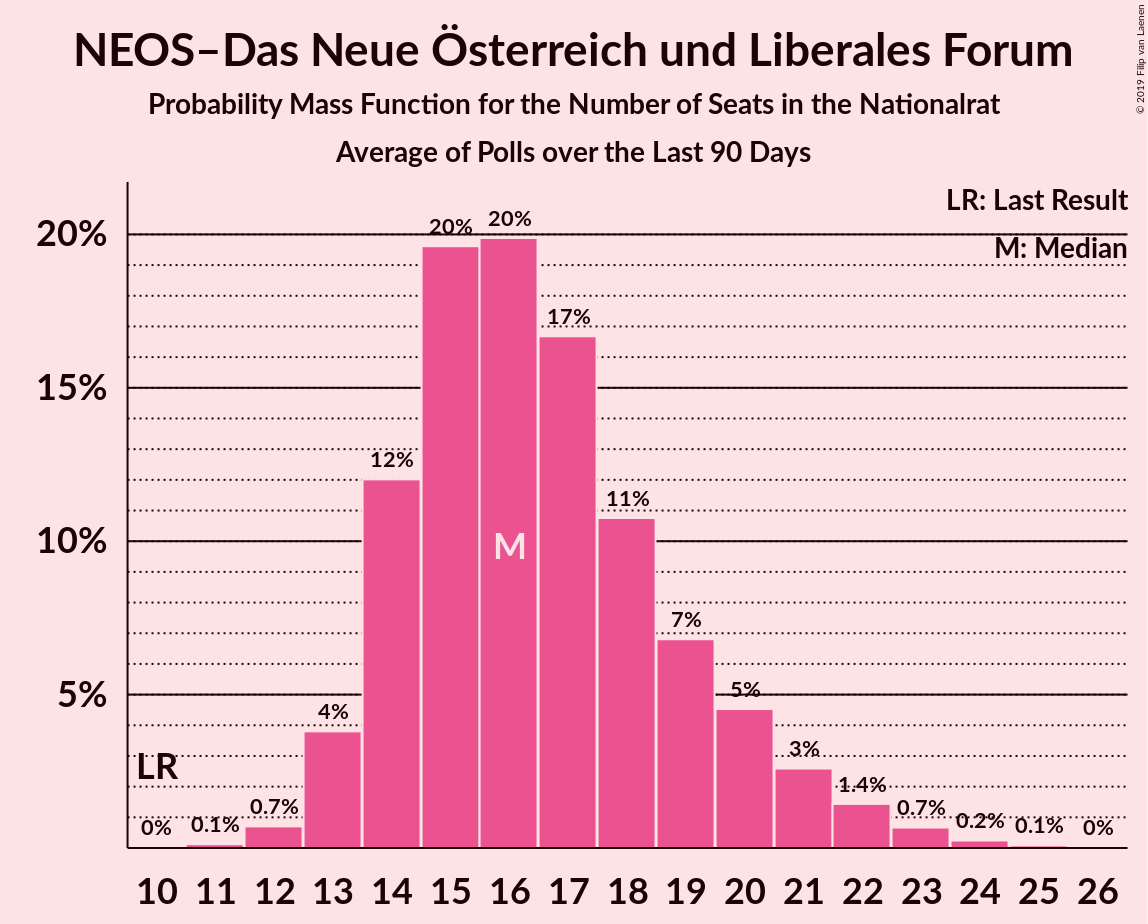 NEOS–Das Neue Österreich und Liberales Forum
Probability Mass Function for the Number of Seats in the Nationalrat
Average of Polls over the Last 90 Days
© 2019 Filip van Laenen
LR: Last Result
M: Median
20%
15%
10%
5%
LR
M
0%
0.1%
0.7%
4%
12%
20%
20%
17%
11%
7%
5%
3%
1.4%
0.7%
0.2%
0.1%
0%
10 11 12 13 14 15 16 17 18 19 20 21 22 23 24 25 26